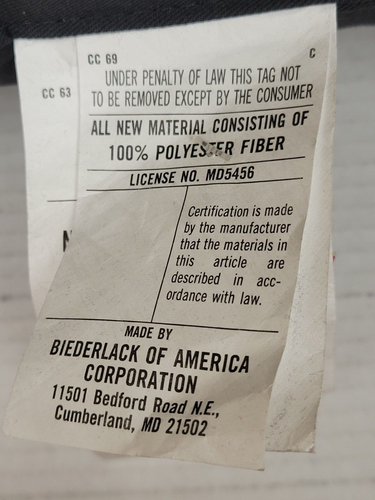 CC 69
C
CC 63
UNDER PENALTY OF LAW THIS TAG NOT
TO BE REMOVED EXCEPT BY THE CONSUMER
ALL NEW MATERIAL CONSISTING OF
100% POLYESTER FIBER
LICENSE NO. MD5456
N
Certification is made
by the manufacturer
that the materials in
this article are
described in acc-
ordance with law.
MADE BY
BIEDERLACK OF AMERICA
CORPORATION
11501 Bedford Road N.E.,
Cumberland, MD 21502